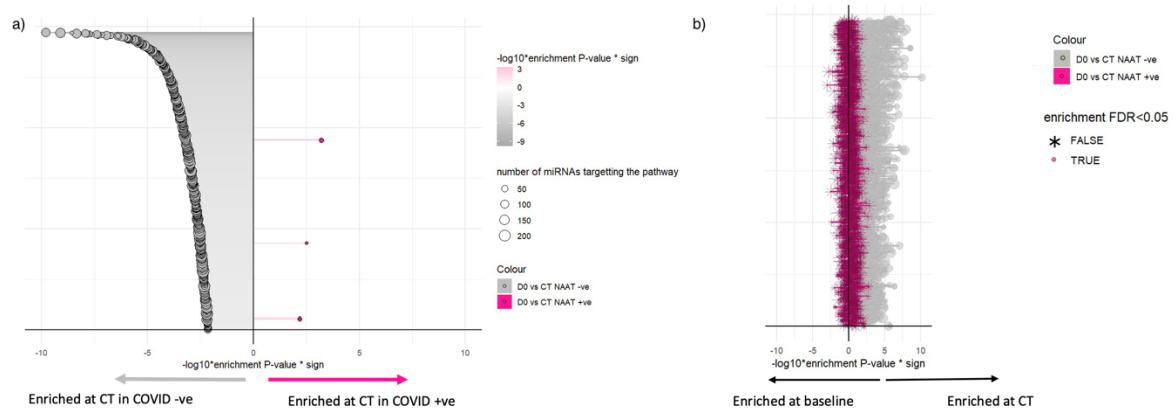 a)
-log10*enrichment P-value * sign
3
0
-3
-6
-9
number of miRNAs targetting the pathway
50
100
150
200
Colour
D0 vs CT NAAT -ve
D0 vs CT NAAT +ve
-10 -5 0 5 10
-log10*enrichment P-value * sign
Enriched at CT in COVID -ve Enriched at CT in COVID +ve
b)
Colour
D0 vs CT NAAT -ve
D0 vs CT NAAT +ve
enrichment FDR<0.05
FALSE
TRUE
-10 -5 0 5 10
-log10*enrichment P-value * sign
Enriched at baseline Enriched at CT